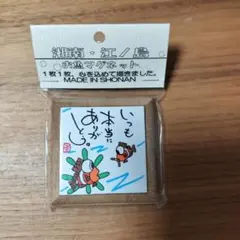 湘南・江ノ島
お魚マグネット
1枚1枚、心を込めて描きました。
MADE IN SHONAN
いつも
本当に
ありが
とう。